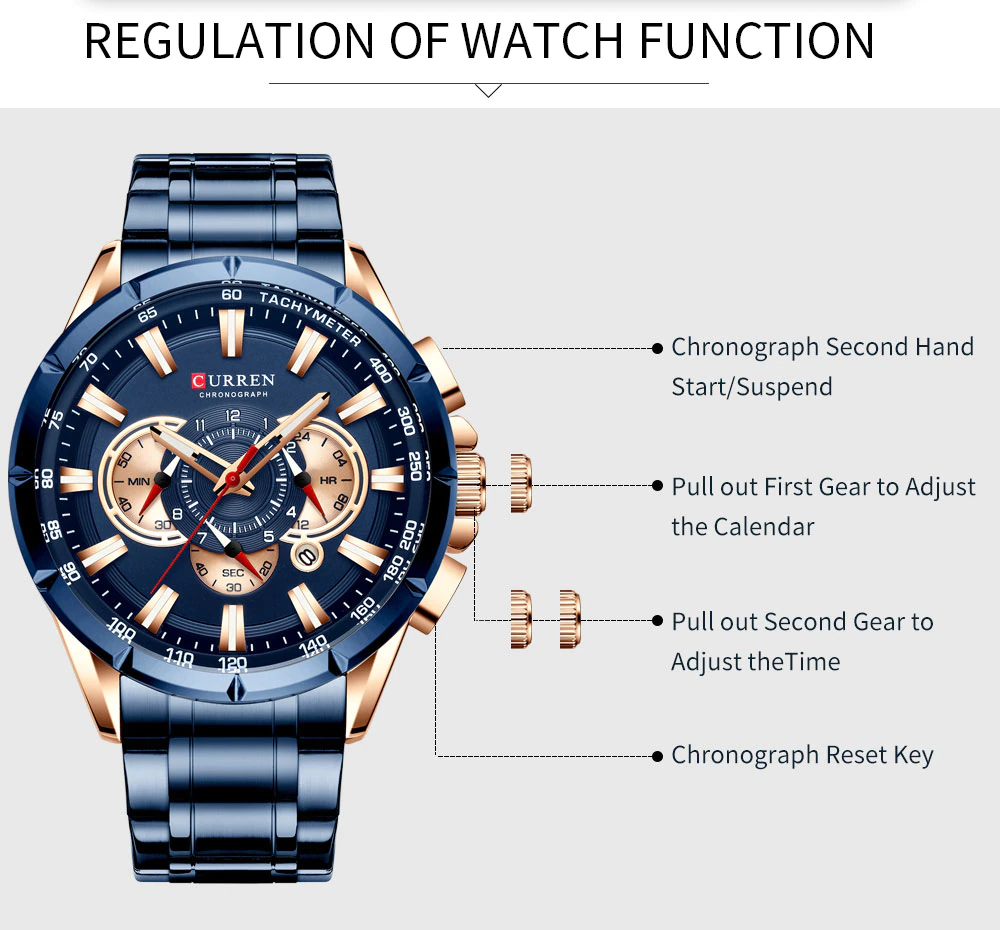 REGULATION OF WATCH FUNCTION
60
TACHYMETER
65
70
75
80
85
90
100
110
120
140
160
180
200
250
300
400
CURREN
CHRONOGRAPH
11
12
1
2
4
5
7
8
50
MIN
40
30
24
04
HR
08
12
8
40
SEC
20
30
Chronograph Second Hand
Start/Suspend
Pull out First Gear to Adjust
the Calendar
Pull out Second Gear to
Adjust theTime
Chronograph Reset Key